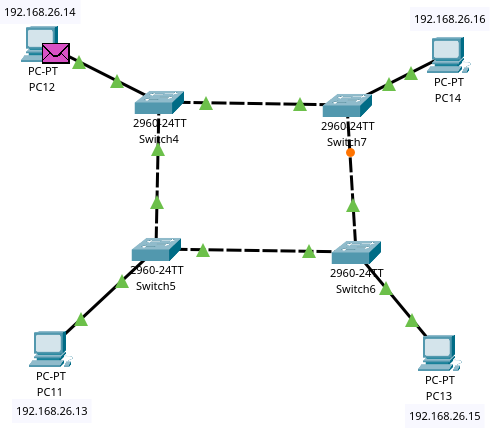 192.168.26.14
PC-PT
PC12
192.168.26.16
PC-PT
PC14
2960-24TT
Switch4
2960-24TT
Switch7
2960-24TT
Switch5
2960-24TT
Switch6
PC-PT
PC11
192.168.26.13
PC-PT
PC13
192.168.26.15